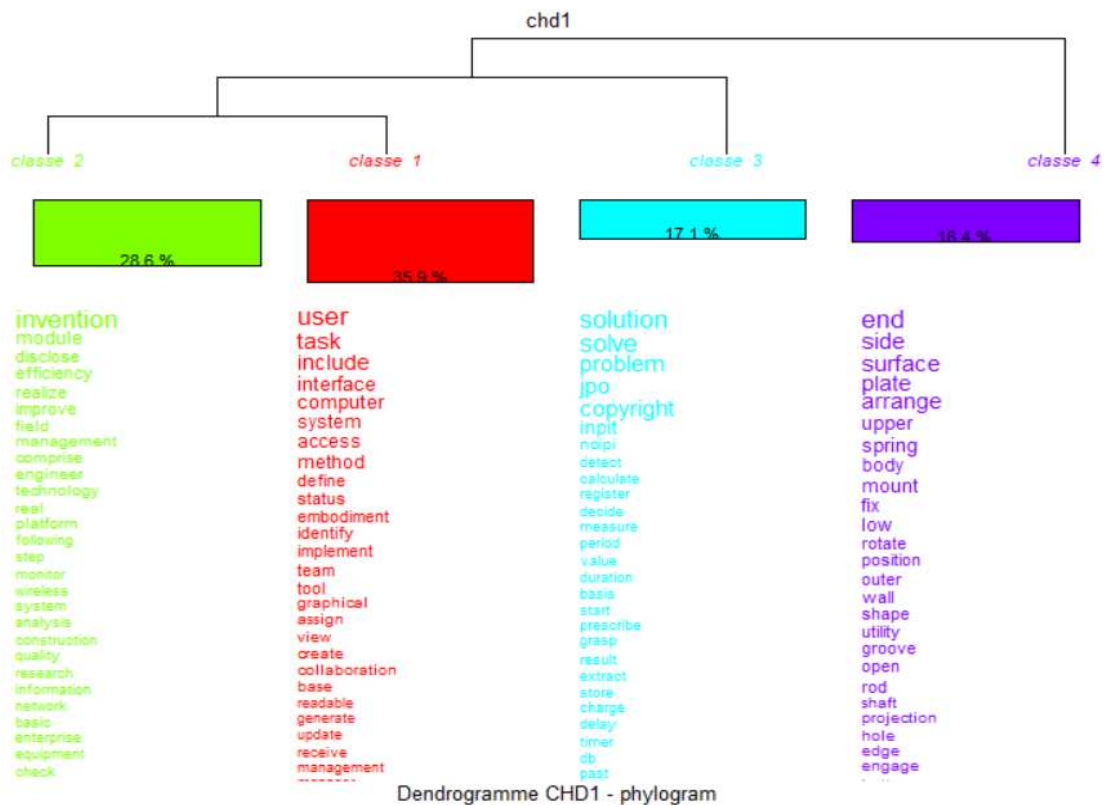 chd1
classe 2
classe 1
classe 3
classe 4
28.6 %
35.9 %
17.1 %
18.4 %
invention
module
disclose
efficiency
realize
improve
field
management
comprise
engineer
technology
real
platform
following
step
monitor
wireless
system
analysis
construction
quality
research
information
network
basic
enterprise
equipment
check
user
task
include
interface
computer
system
access
method
define
status
embodiment
identify
implement
team
tool
graphical
assign
view
create
collaboration
base
readable
generate
update
receive
management
solution
solve
problem
jpo
copyright
inpit
ncipi
detect
calculate
register
decide
measure
period
value
duration
basis
start
prescribe
grasp
result
extract
store
charge
delay
timer
db
past
end
side
surface
plate
arrange
upper
spring
body
mount
fix
low
rotate
position
outer
wall
shape
utility
groove
open
rod
shaft
projection
hole
edge
engage
Dendrogramme CHD1 - phylogram